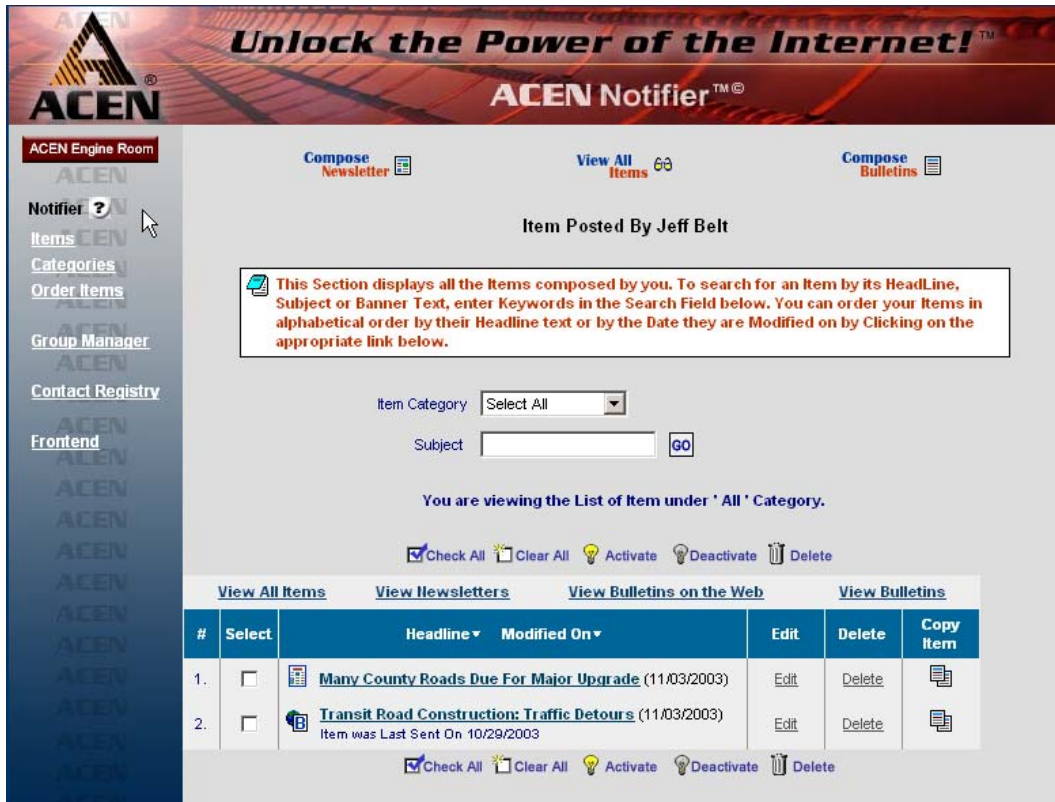 Unlock the Power of the Internet!™
ACEN®
ACEN Notifier™©
ACEN Engine Room
Notifier ?
Items
Categories
Order Items
Group Manager
Contact Registry
Frontend
Compose Newsletter
View All Items
Compose Bulletins
Item Posted By Jeff Belt
This Section displays all the Items composed by you. To search for an Item by its HeadLine,
Subject or Banner Text, enter Keywords in the Search Field below. You can order your Items in
alphabetical order by their Headline text or by the Date they are Modified on by Clicking on the
appropriate link below.
Item Category Select All
Subject GO
You are viewing the List of Item under ' All ' Category.
Check All Clear All Activate Deactivate Delete
View All Items View Newsletters View Bulletins on the Web View Bulletins
# Select Headline Modified On Edit Delete Copy Item
1. Many County Roads Due For Major Upgrade (11/03/2003) Edit Delete
2. B Transit Road Construction: Traffic Detours (11/03/2003) Edit Delete
Item was Last Sent On 10/29/2003
Check All Clear All Activate Deactivate Delete